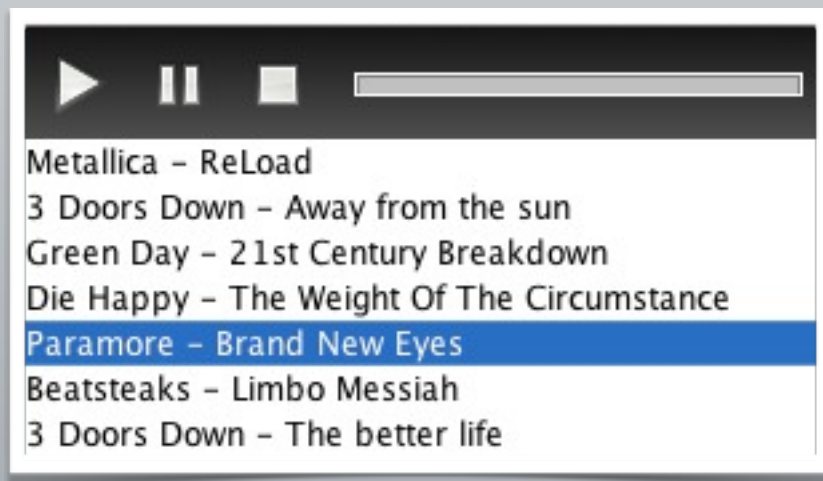 Metallica – ReLoad
3 Doors Down – Away from the sun
Green Day – 21st Century Breakdown
Die Happy – The Weight Of The Circumstance
Paramore – Brand New Eyes
Beatsteaks – Limbo Messiah
3 Doors Down – The better life